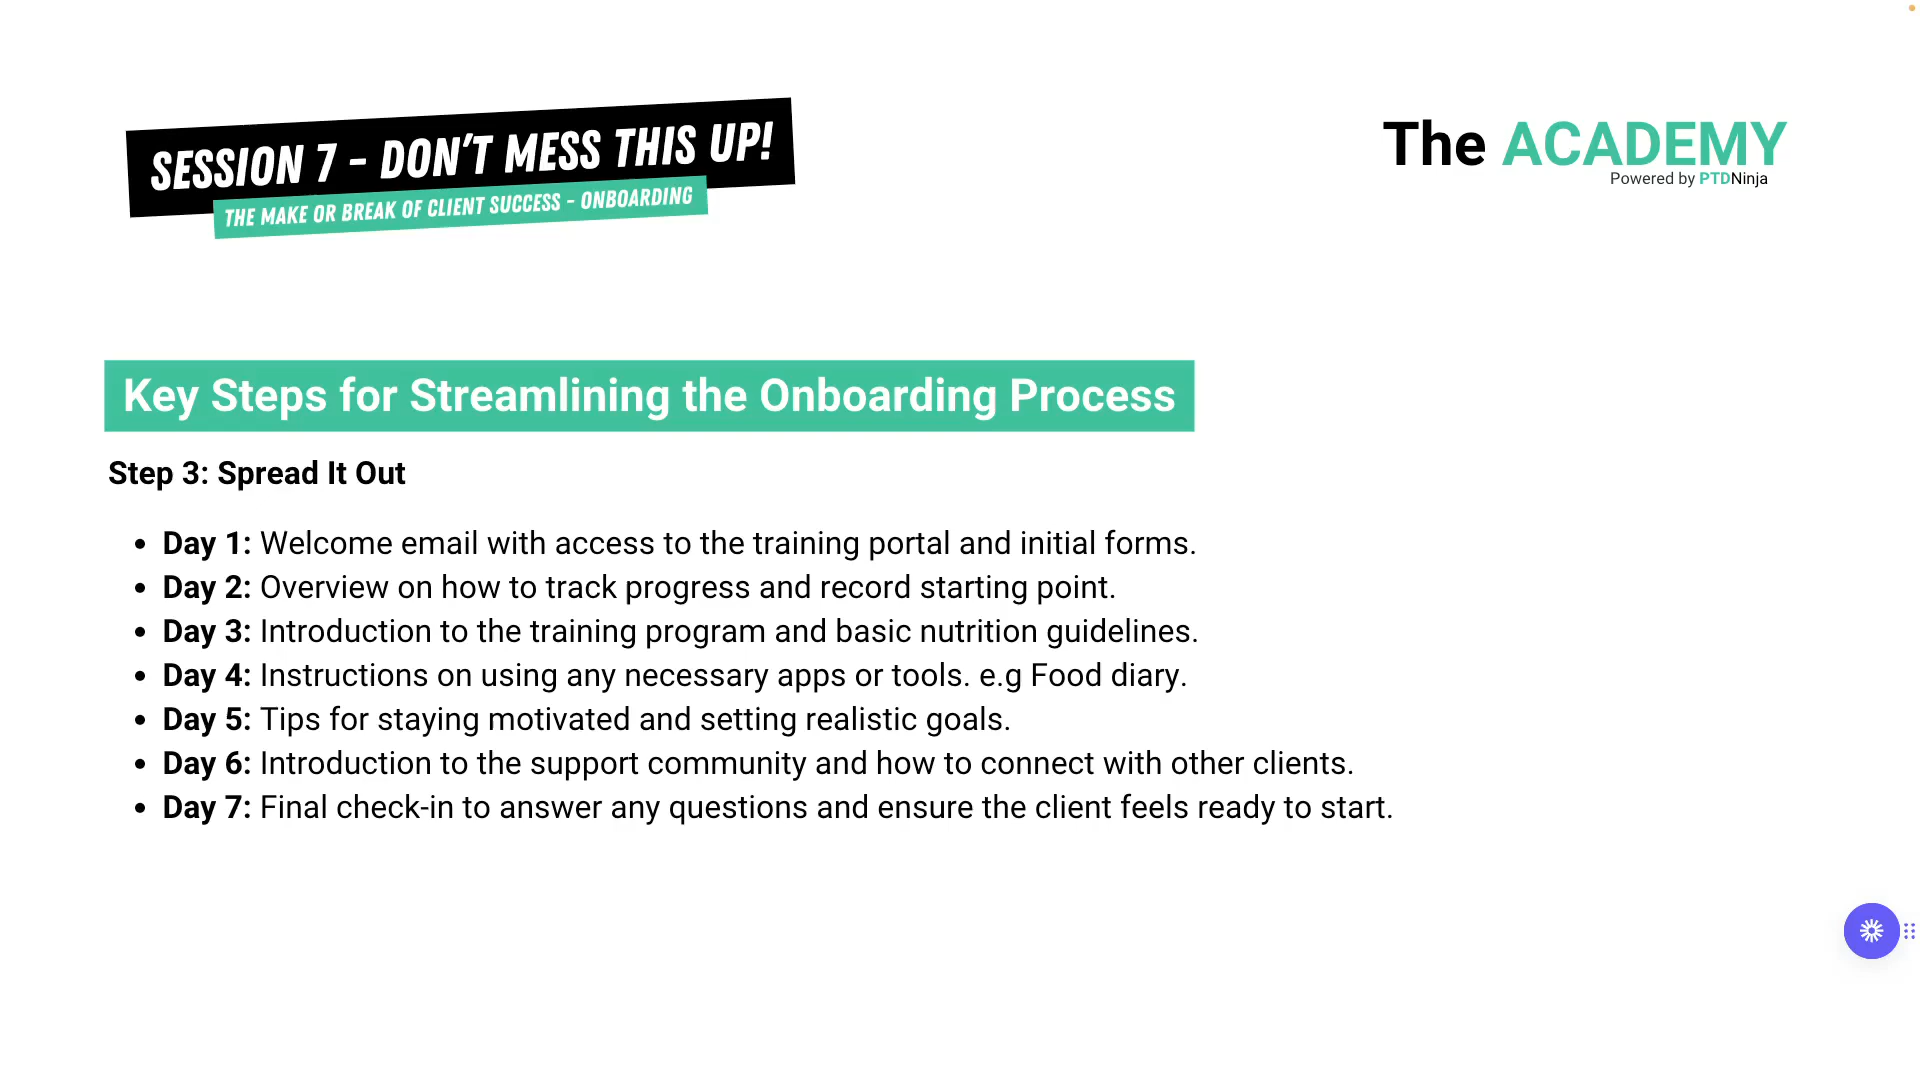 SESSION 7 - DON'T MESS THIS UP!
THE MAKE OR BREAK OF CLIENT SUCCESS - ONBOARDING
The ACADEMY
Powered by PTDNinja
Key Steps for Streamlining the Onboarding Process
Step 3: Spread It Out
• Day 1: Welcome email with access to the training portal and initial forms.
• Day 2: Overview on how to track progress and record starting point.
• Day 3: Introduction to the training program and basic nutrition guidelines.
• Day 4: Instructions on using any necessary apps or tools. e.g Food diary.
• Day 5: Tips for staying motivated and setting realistic goals.
• Day 6: Introduction to the support community and how to connect with other clients.
• Day 7: Final check-in to answer any questions and ensure the client feels ready to start.